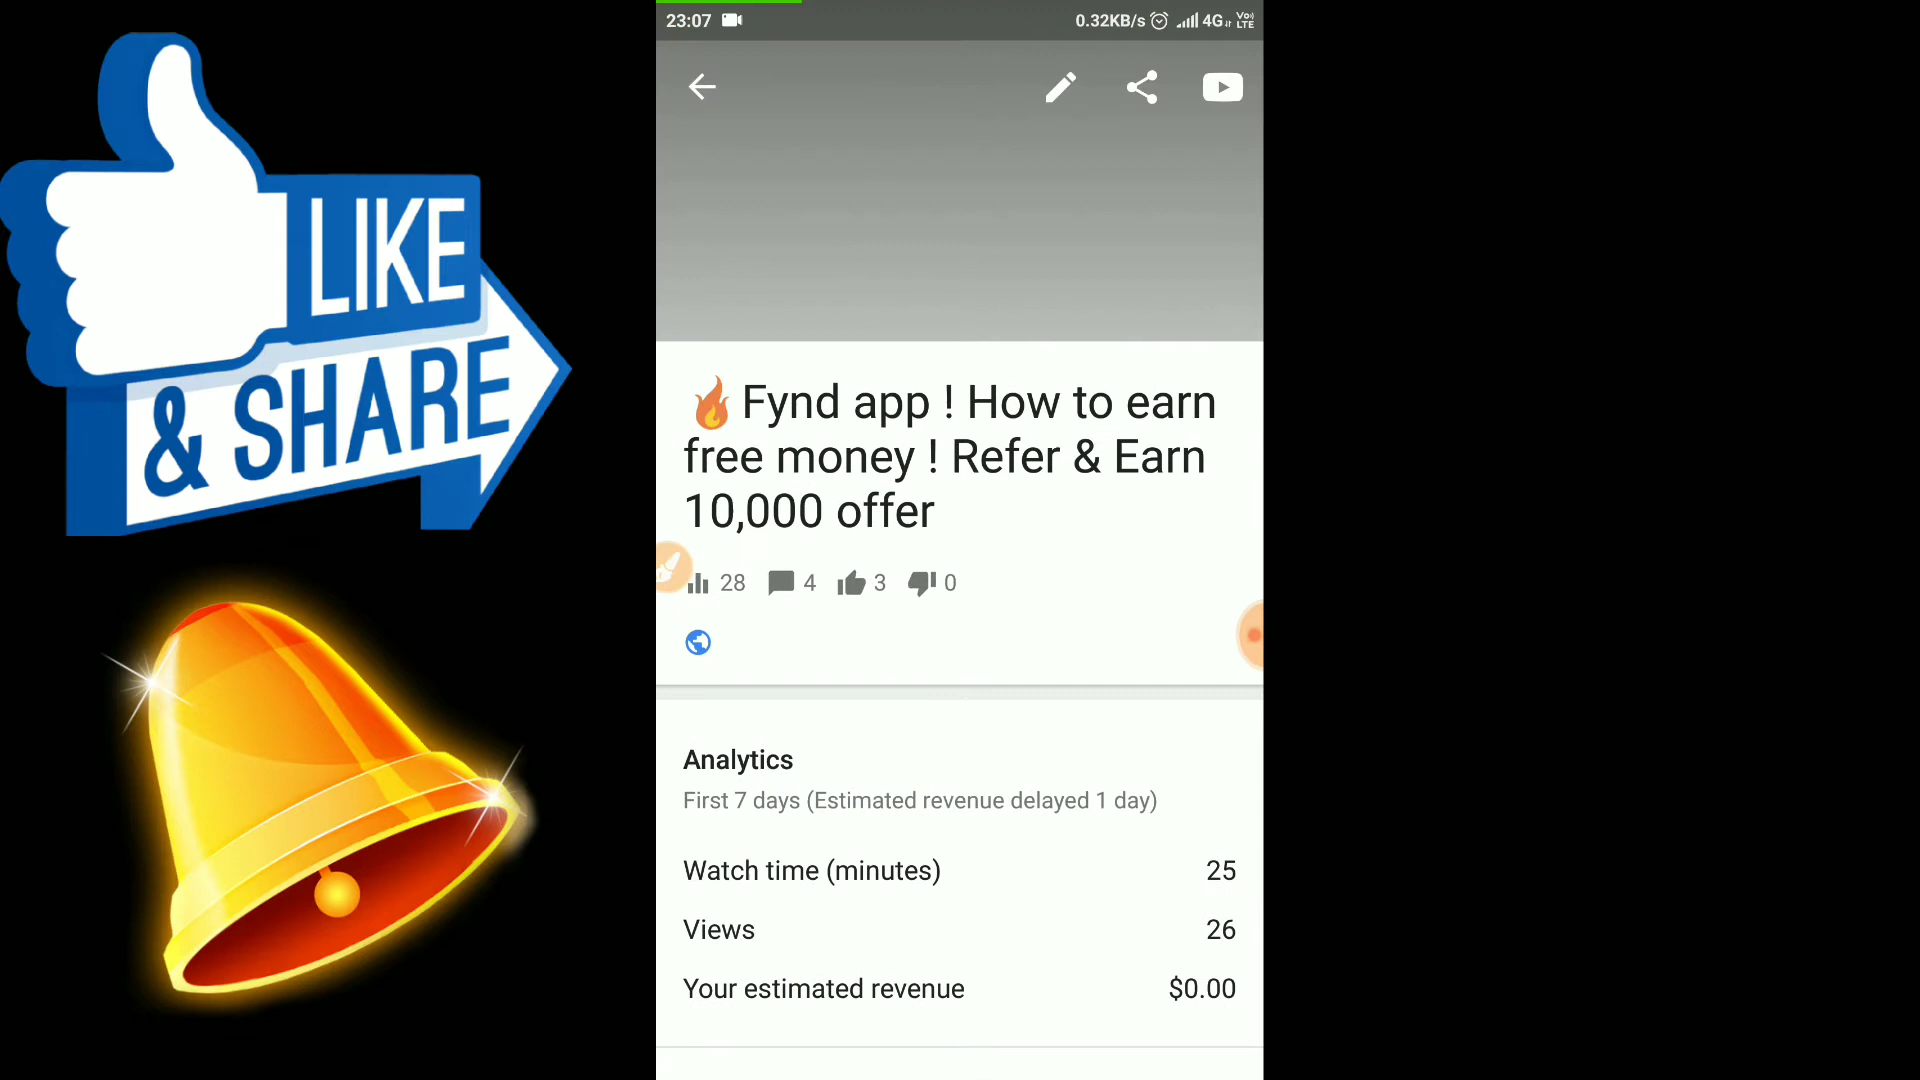 LIKE
& SHARE
23:07
0.32KB/s 4G Vo) LTE
🔥Fynd app ! How to earn
free money ! Refer & Earn
10,000 offer
28 4 3 0
Analytics
First 7 days (Estimated revenue delayed 1 day)
Watch time (minutes) 25
Views 26
Your estimated revenue $0.00